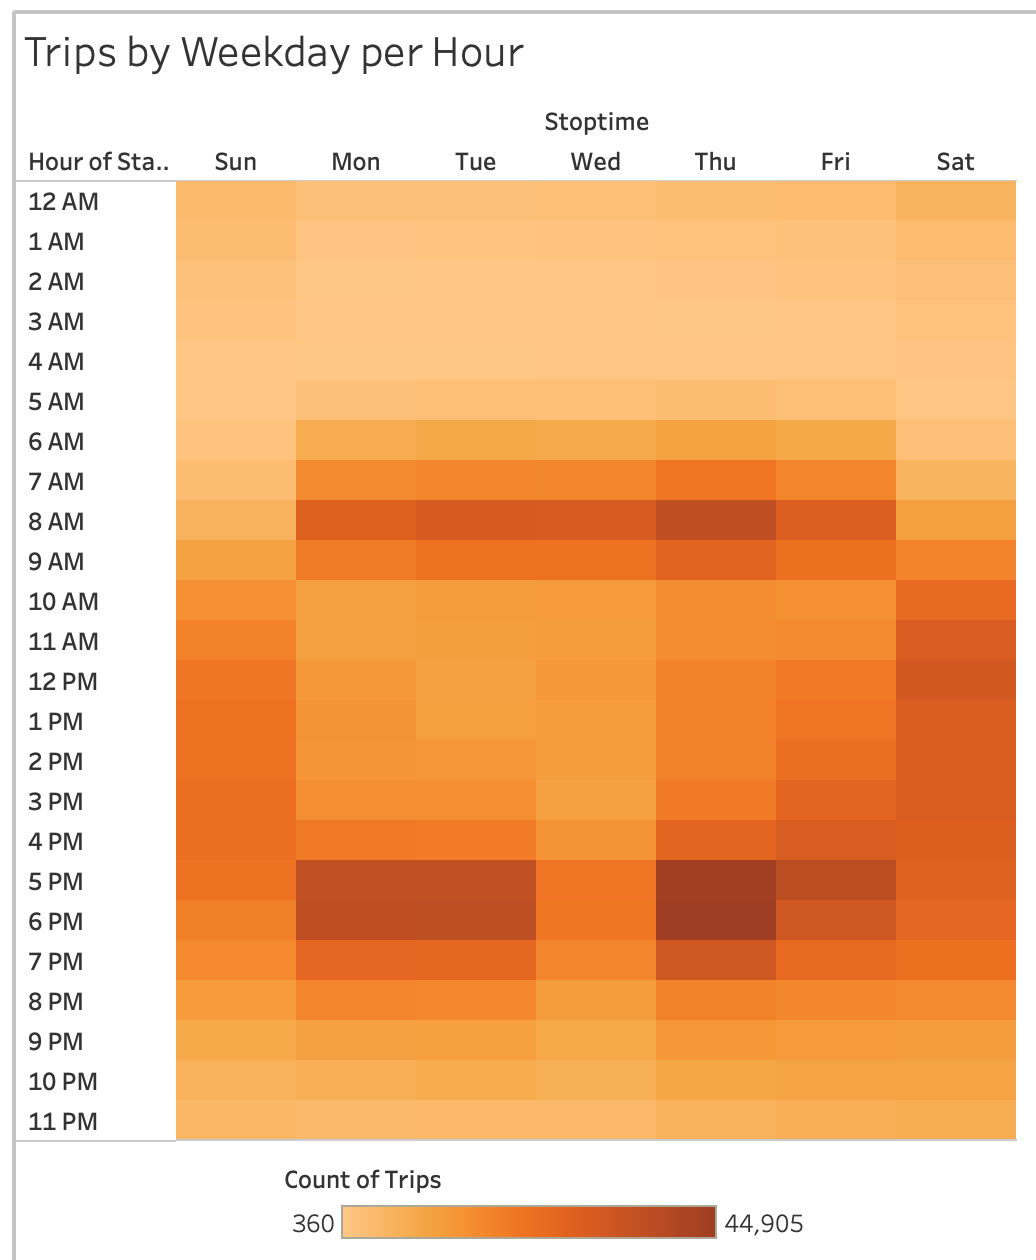 Trips by Weekday per Hour
Stoptime
Hour of Sta.. Sun Mon Tue Wed Thu Fri Sat
12 AM
1 AM
2 AM
3 AM
4 AM
5 AM
6 AM
7 AM
8 AM
9 AM
10 AM
11 AM
12 PM
1 PM
2 PM
3 PM
4 PM
5 PM
6 PM
7 PM
8 PM
9 PM
10 PM
11 PM
Count of Trips
360 44,905